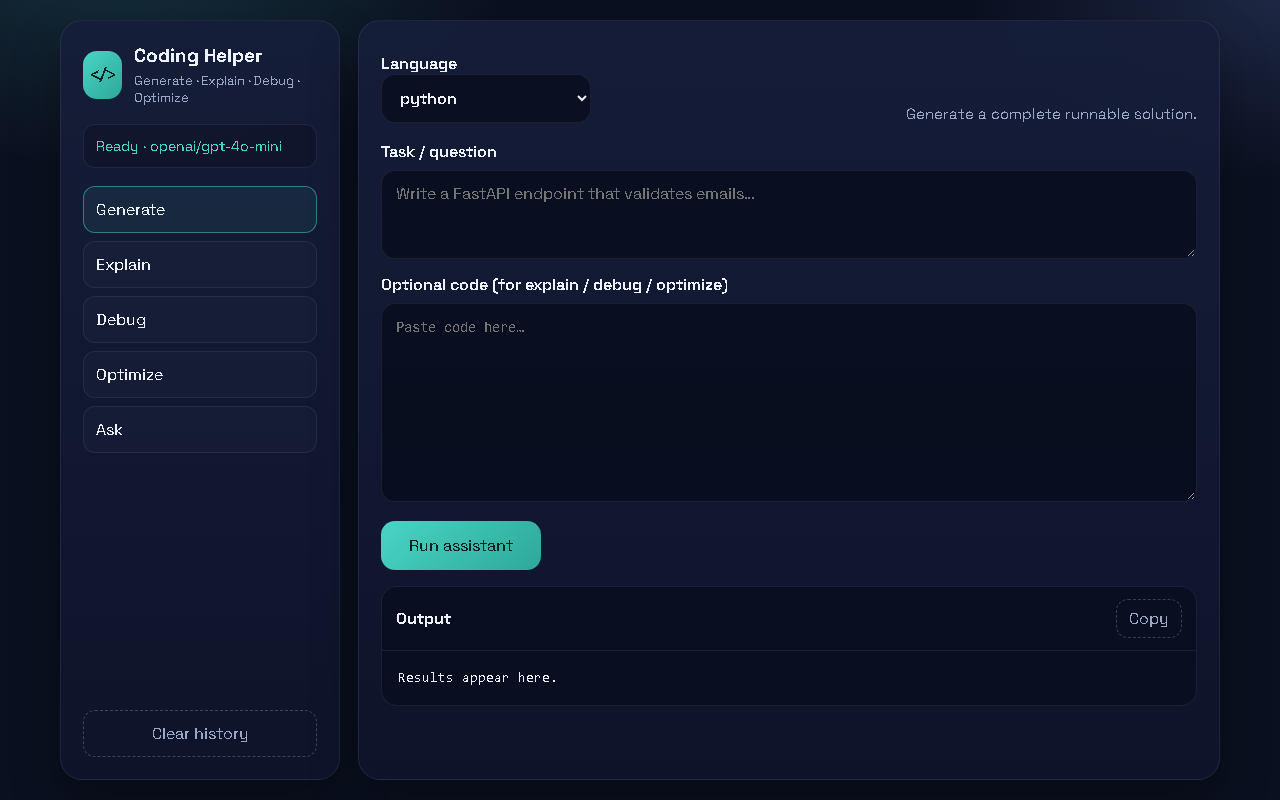 </>
Coding Helper
Generate · Explain · Debug ·
Optimize
Ready · openai/gpt-4o-mini
Generate
Explain
Debug
Optimize
Ask
Clear history
Language
python
Generate a complete runnable solution.
Task / question
Write a FastAPI endpoint that validates emails...
Optional code (for explain / debug / optimize)
Paste code here…
Run assistant
Output
Copy
Results appear here.